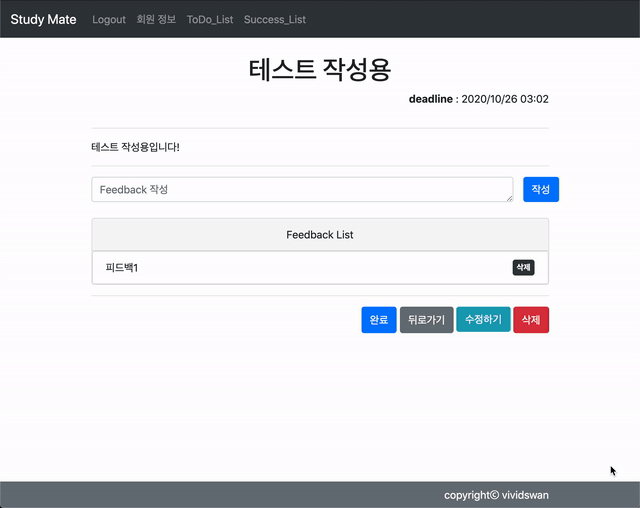 Study Mate Logout 회원 정보 ToDo_List Success_List
테스트 작성용
deadline : 2020/10/26 03:02
테스트 작성용입니다!
Feedback 작성 작성
Feedback List
피드백1 삭제
완료 뒤로가기 수정하기 삭제
copyrightⓒ vividswan